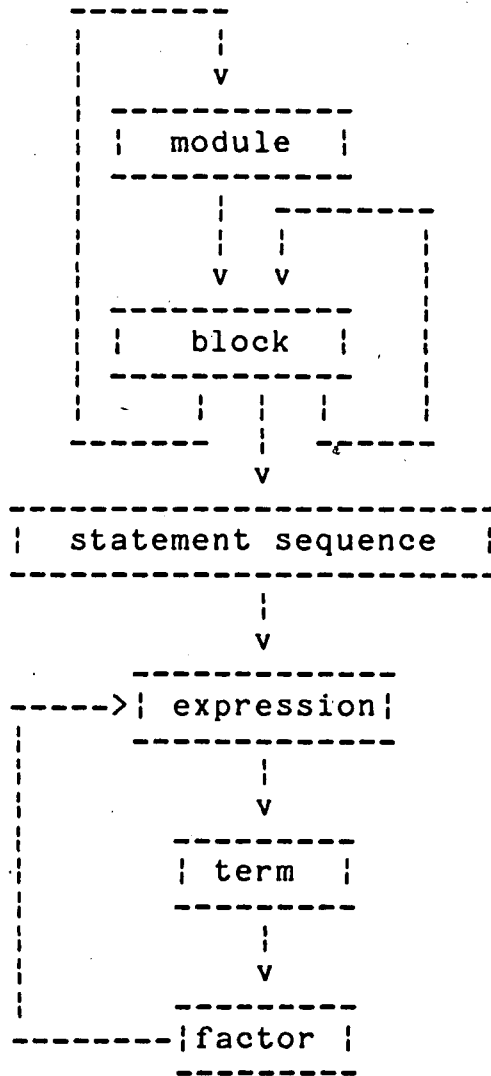 module
block
statement sequence
expression
term
factor